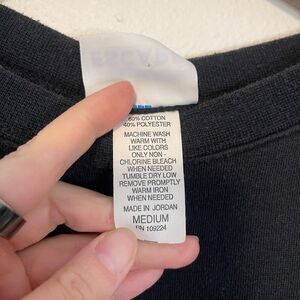 60% COTTON
40% POLYESTER
MACHINE WASH
WARM WITH
LIKE COLORS
ONLY NON -
CHLORINE BLEACH
WHEN NEEDED
TUMBLE DRY LOW
REMOVE PROMPTLY
WARM IRON
WHEN NEEDED
MADE IN JORDAN
MEDIUM
RN 109224